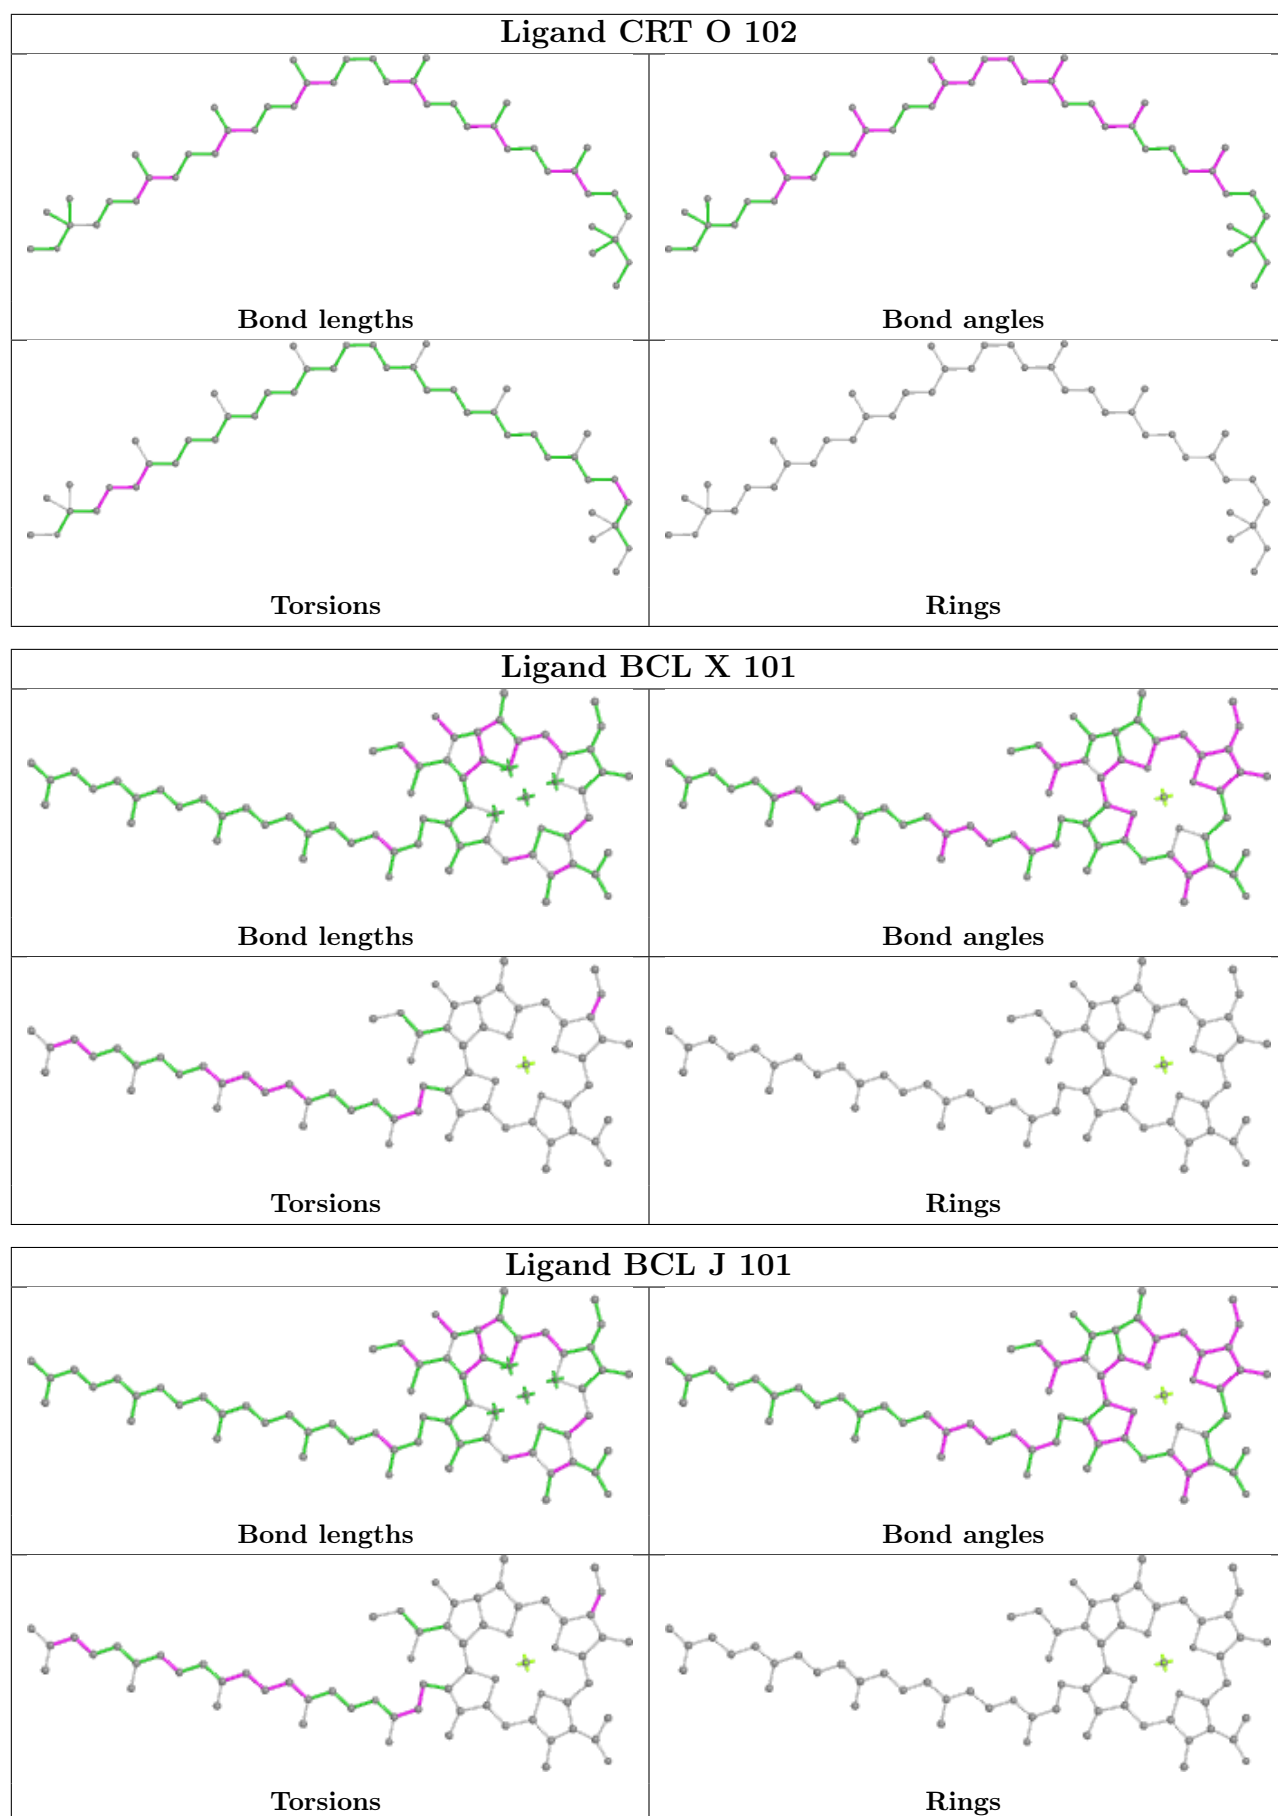 Ligand CRT O 102
Bond lengths
Bond angles
Torsions
Rings
Ligand BCL X 101
Bond lengths
Bond angles
Torsions
Rings
Ligand BCL J 101
Bond lengths
Bond angles
Torsions
Rings